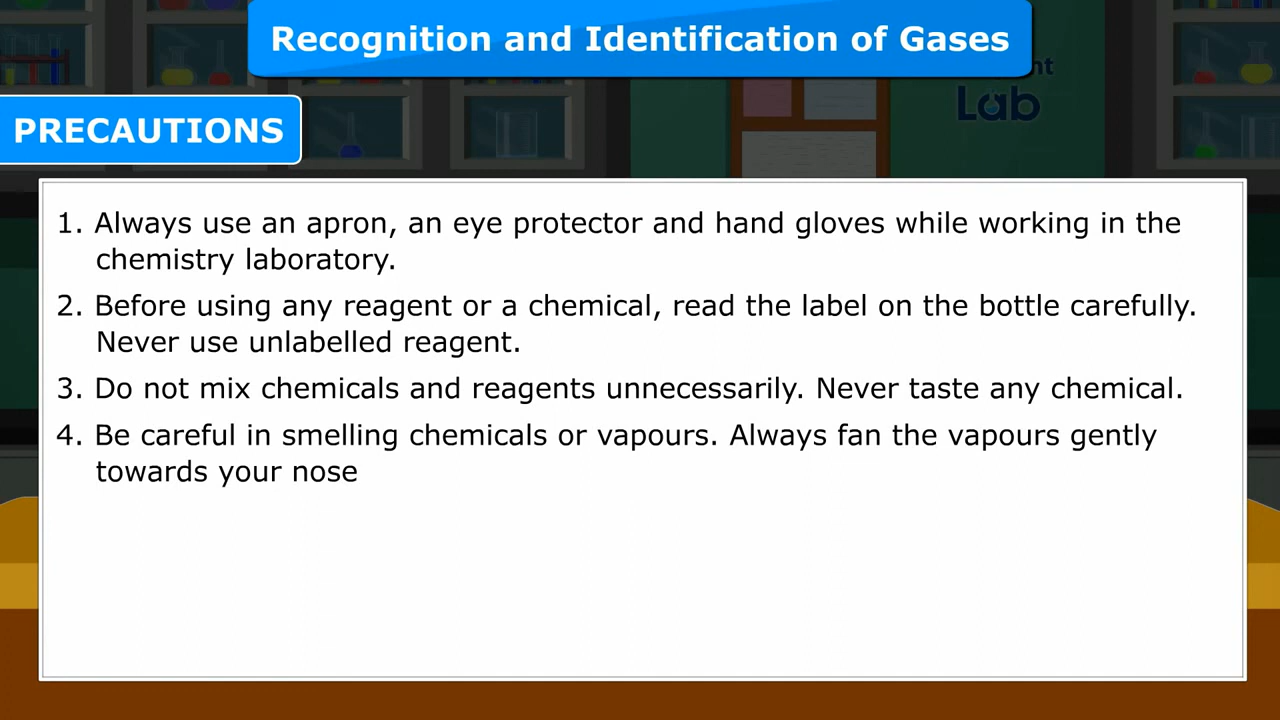 Recognition and Identification of Gases
nt
Lab
PRECAUTIONS
1. Always use an apron, an eye protector and hand gloves while working in the
chemistry laboratory.
2. Before using any reagent or a chemical, read the label on the bottle carefully.
Never use unlabelled reagent.
3. Do not mix chemicals and reagents unnecessarily. Never taste any chemical.
4. Be careful in smelling chemicals or vapours. Always fan the vapours gently
towards your nose